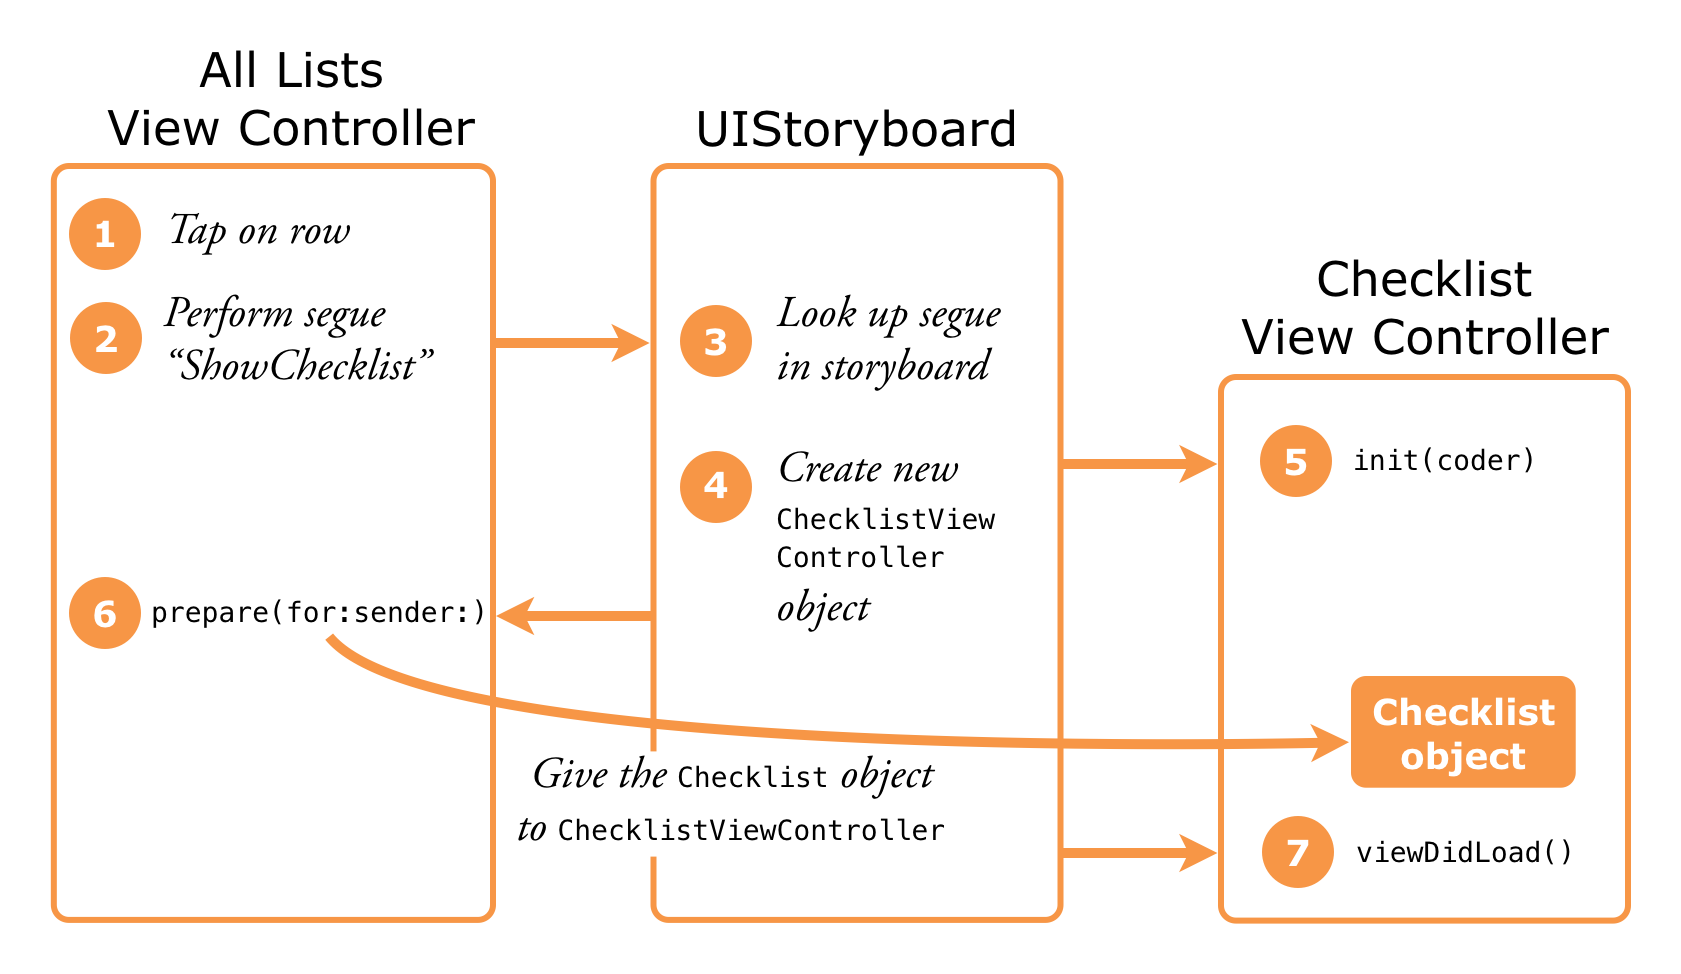 All Lists
View Controller
1 Tap on row
2 Perform segue
“ShowChecklist”
6 prepare(for:sender:)
UIStoryboard
3 Look up segue
in storyboard
4 Create new
ChecklistView
Controller
object
Give the Checklist object
to ChecklistViewController
Checklist
View Controller
5 init(coder)
Checklist
object
7 viewDidLoad()